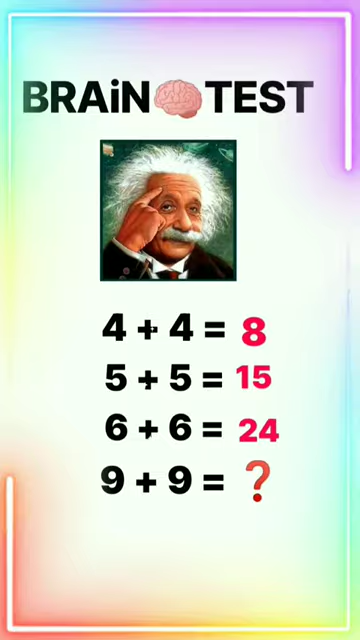 BRAiN🧠TEST
4 + 4 = 8
5 + 5 = 15
6 + 6 = 24
9 + 9 = ❓